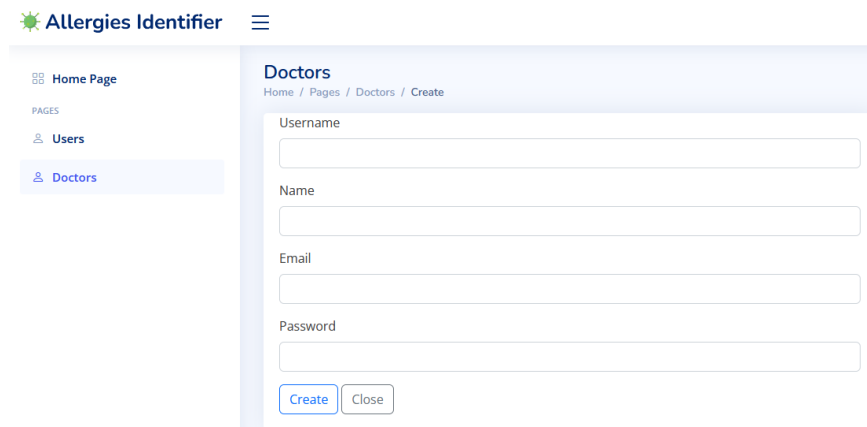 Allergies Identifier
Home Page
PAGES
Users
Doctors
Doctors
Home / Pages / Doctors / Create
Username
Name
Email
Password
Create Close